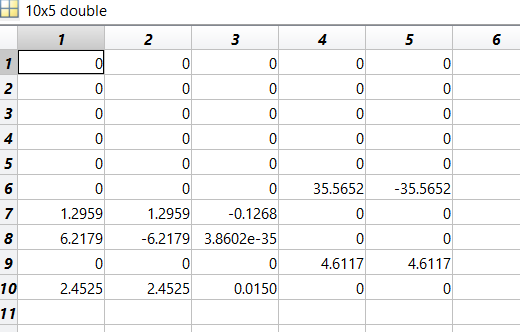 10x5 double
1 2 3 4 5 6
1 0 0 0 0 0
2 0 0 0 0 0
3 0 0 0 0 0
4 0 0 0 0 0
5 0 0 0 0 0
6 0 0 0 35.5652 -35.5652
7 1.2959 1.2959 -0.1268 0 0
8 6.2179 -6.2179 3.8602e-35 0 0
9 0 0 0 4.6117 4.6117
10 2.4525 2.4525 0.0150 0 0
11